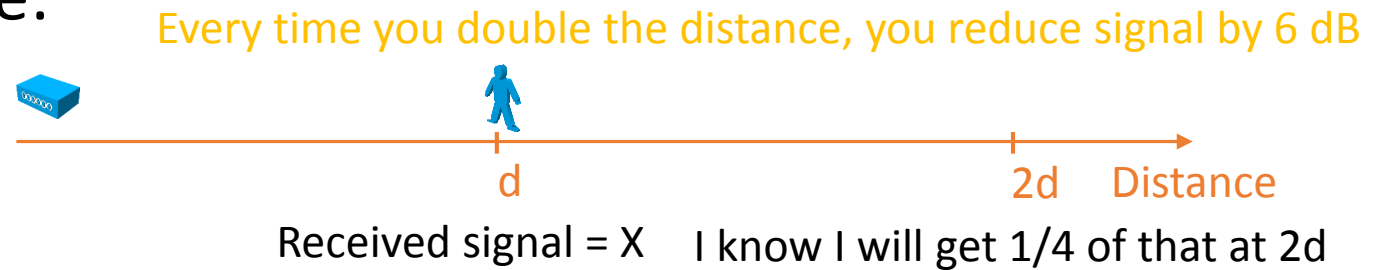 e:
Every time you double the distance, you reduce signal by 6 dB
000000
d
2d Distance
Received signal = X I know I will get 1/4 of that at 2d